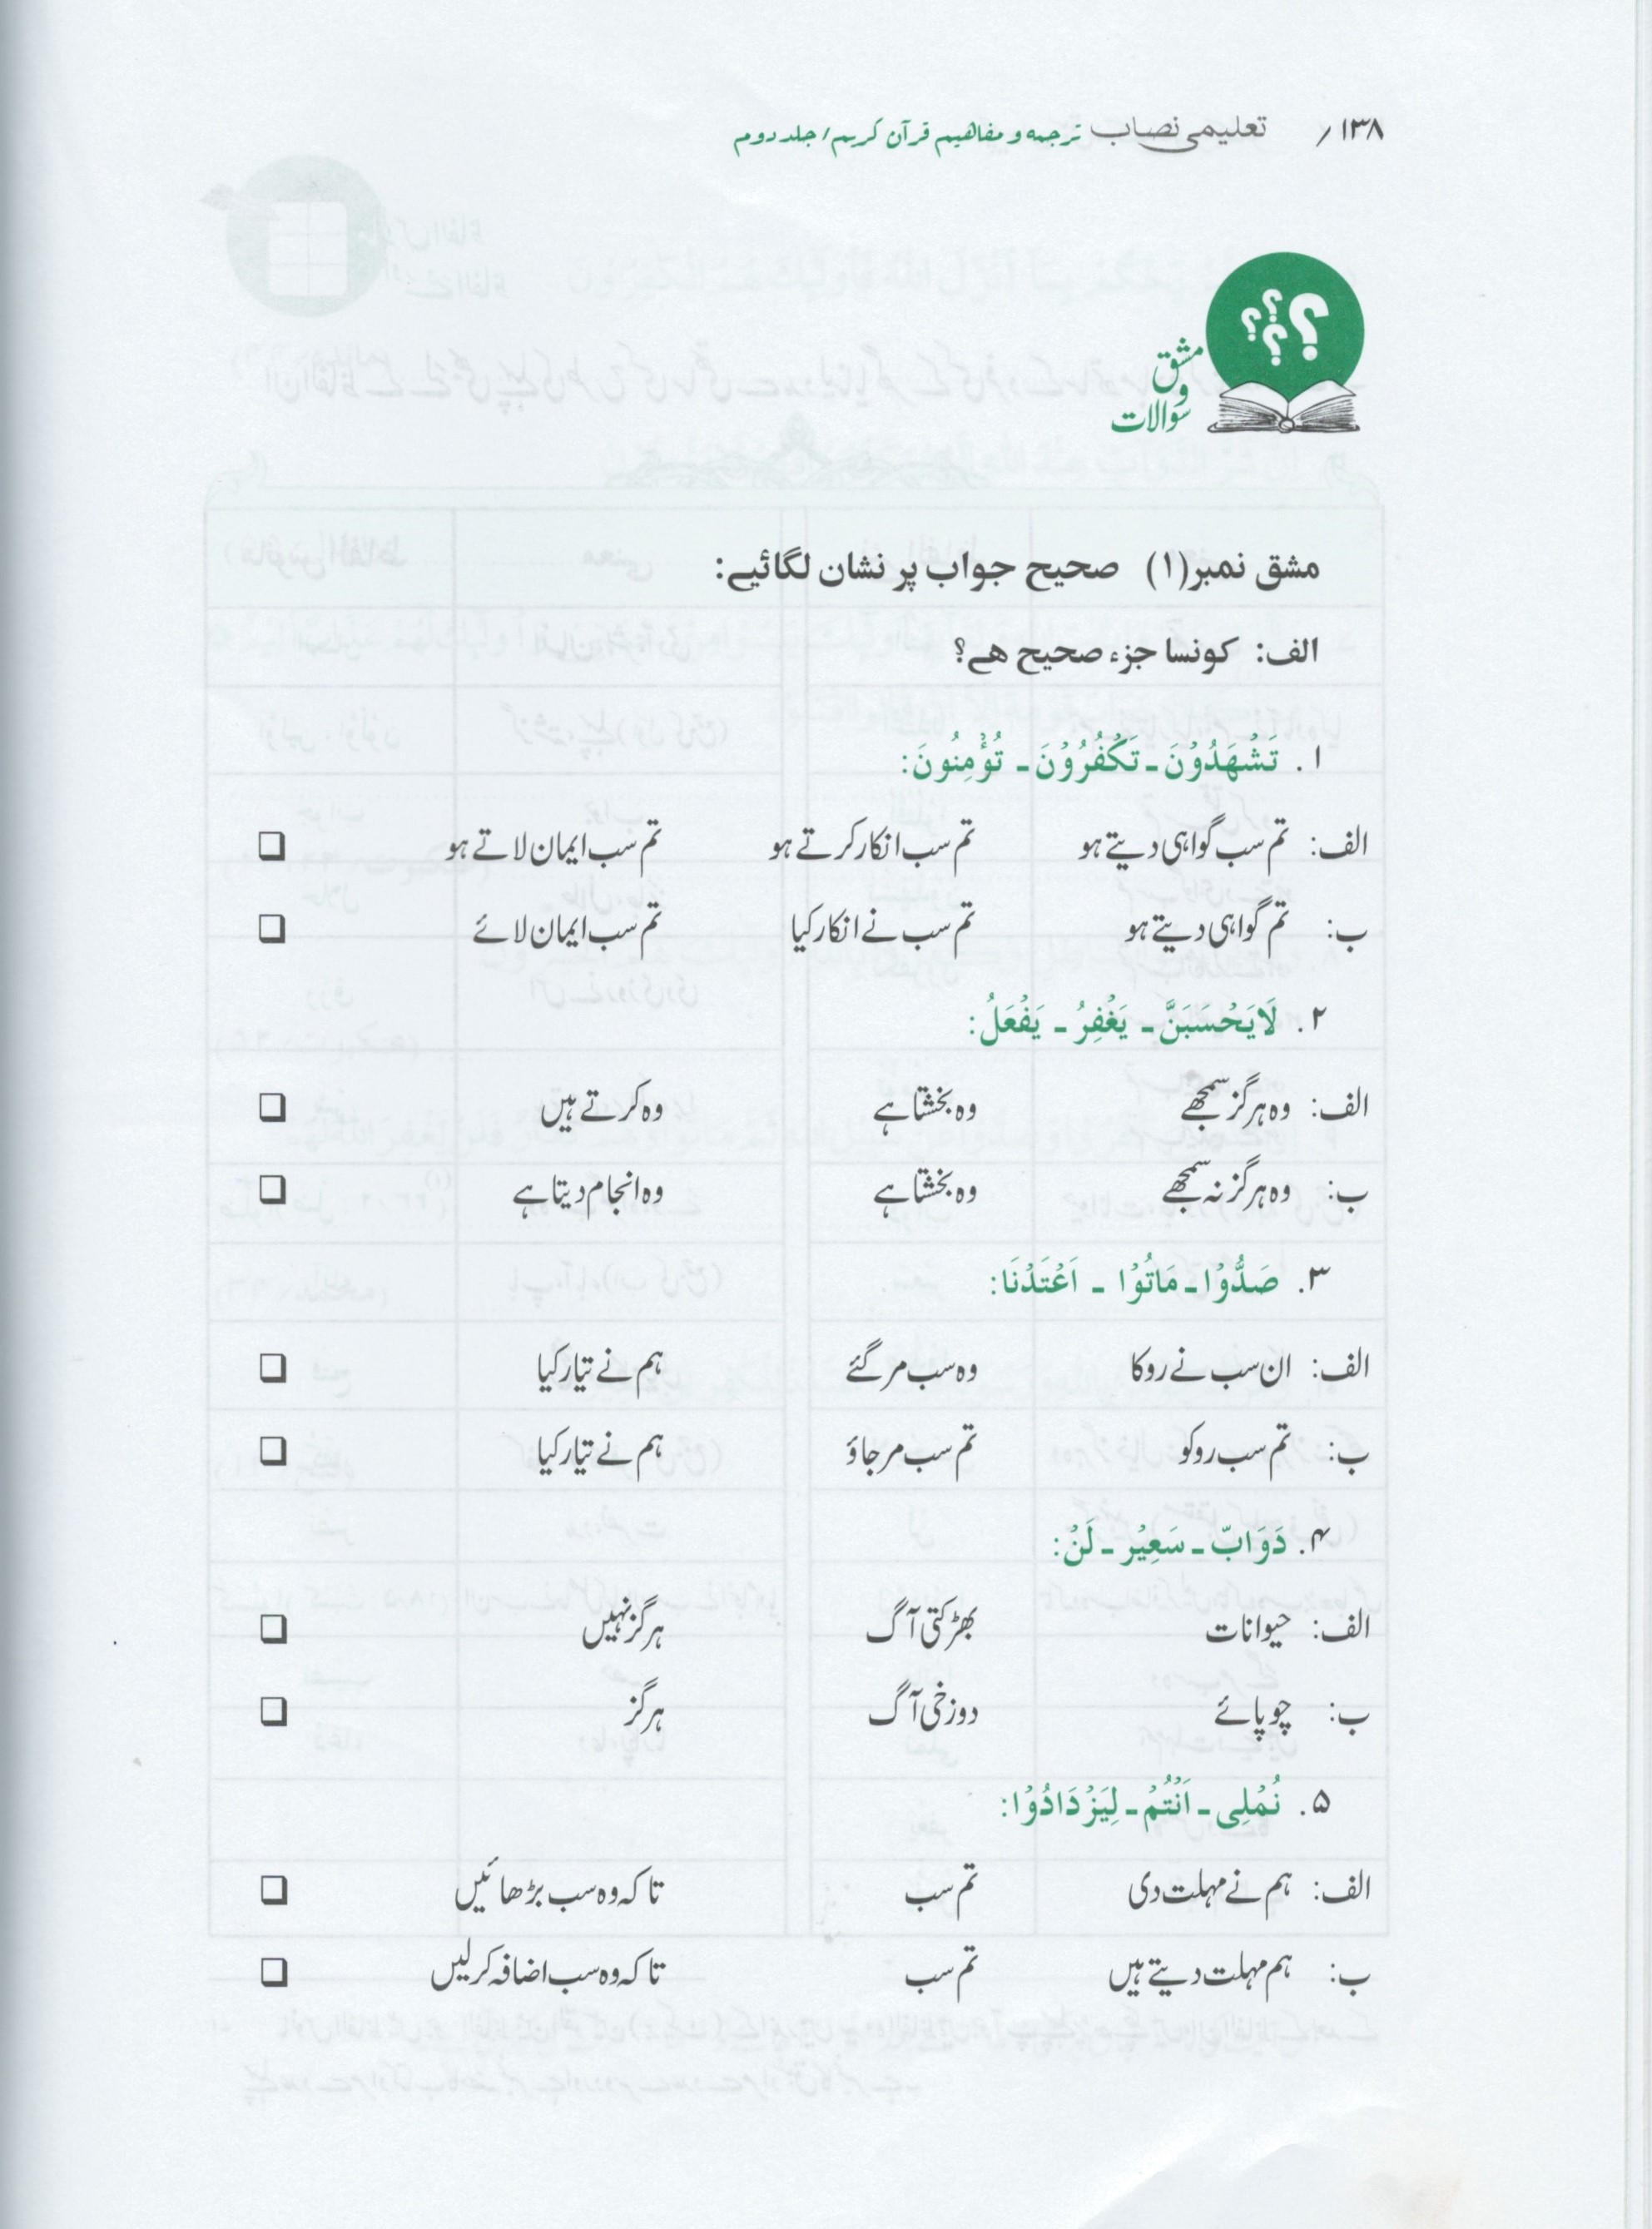 ۱۳۸ / تعلیمی نصاب ترجمه و مفاهیم قرآن کریم / جلد دوم
؟؟؟؟
مشق
و
سوالات
مشق نمبر(۱) صحیح جواب پر نشان لگائیے:
الف: کونسا جزء صحیح ھے؟
۱. تَشْهَدُوْنَ ـ تَكْفُرُوْنَ ـ تُؤْمِنُونَ:
الف: تم سب گواہی دیتے ہو تم سب انکار کرتے ہو تم سب ایمان لاتے ہو ❑
ب: تم گواہی دیتے ہو تم سب نے انکار کیا تم سب ایمان لائے ❑
۲. لَايَحْسَبَنَّ ـ يَغْفِرُ ـ يَفْعَلُ:
الف: وہ ہرگز سمجھے وہ بخشتا ہے وہ کرتے ہیں ❑
ب: وہ ہرگز نہ سمجھے وہ بخشتا ہے وہ انجام دیتا ہے ❑
۳. صَدُّوْا ـ مَاتُوْا ـ اَعْتَدْنَا:
الف: ان سب نے روکا وہ سب مر گئے ہم نے تیار کیا ❑
ب: تم سب روکو تم سب مر جاؤ ہم نے تیار کیا ❑
۴. دَوَابّ ـ سَعِيْر ـ لَنْ:
الف: حیوانات بھڑکتی آگ ہرگز نہیں ❑
ب: چوپائے دوزخی آگ ہرگز ❑
۵. نُمْلِى ـ اَنْتُمْ ـ لِيَزْدَادُوْا:
الف: ہم نے مہلت دی تم سب تاکہ وہ سب بڑھائیں ❑
ب: ہم مہلت دیتے ہیں تم سب تاکہ وہ سب اضافہ کرلیں ❑